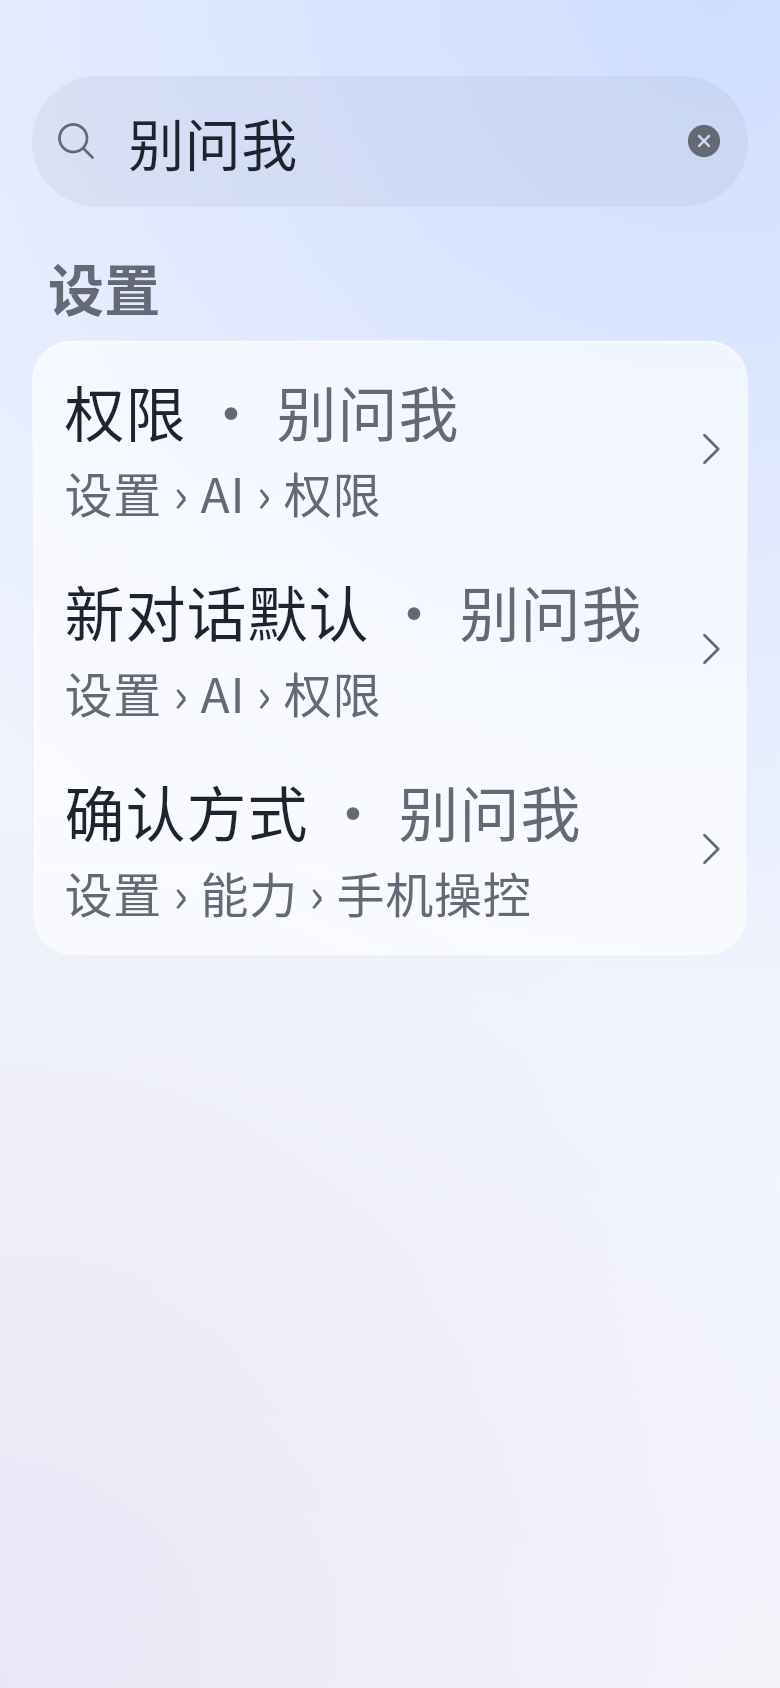 别问我
设置
权限 · 别问我
设置 › AI › 权限
新对话默认 · 别问我
设置 › AI › 权限
确认方式 · 别问我
设置 › 能力 › 手机操控